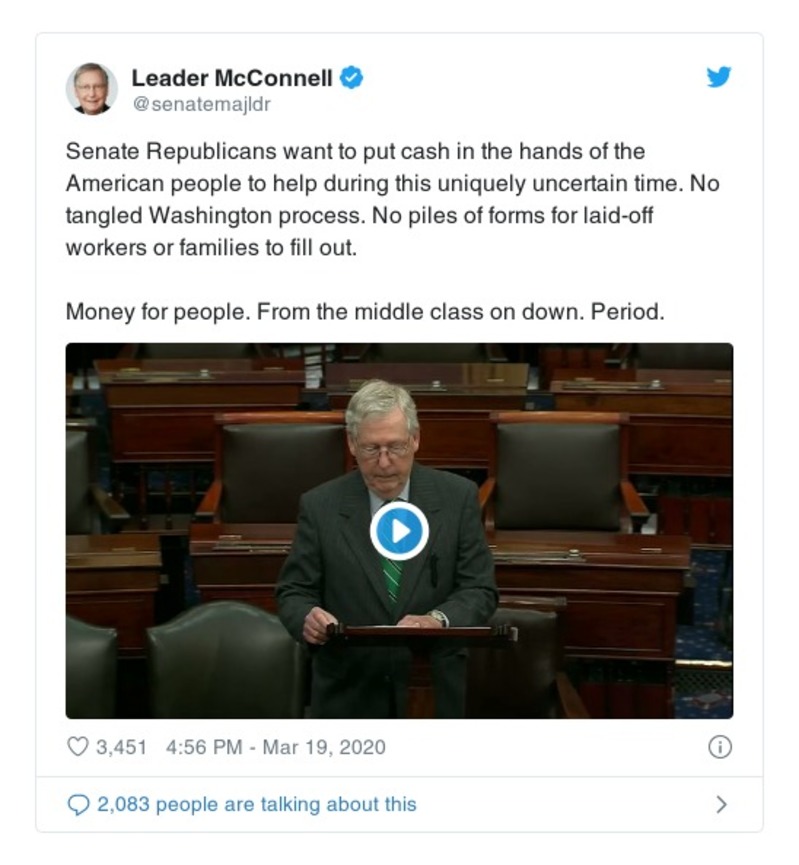 Leader McConnell
@senatemajldr
Senate Republicans want to put cash in the hands of the
American people to help during this uniquely uncertain time. No
tangled Washington process. No piles of forms for laid-off
workers or families to fill out.
Money for people. From the middle class on down. Period.
3,451 4:56 PM - Mar 19, 2020
2,083 people are talking about this